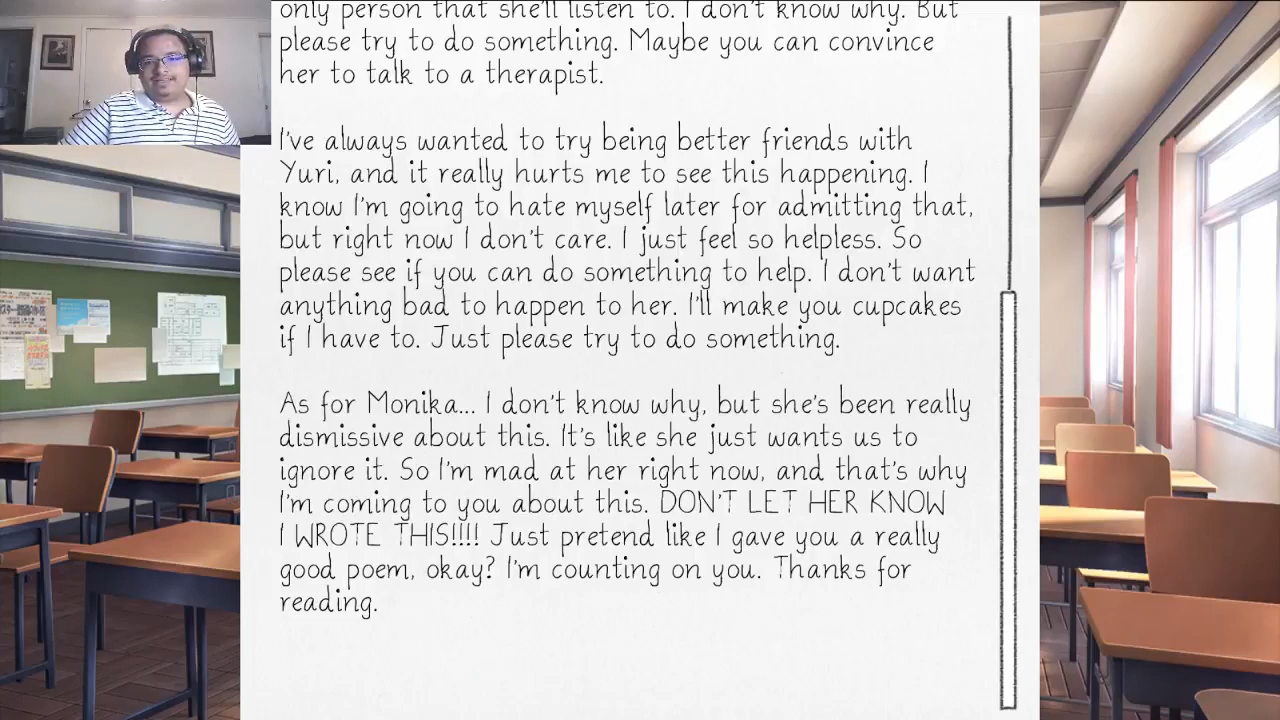 only person that she'll listen to. I don't know why. But
please try to do something. Maybe you can convince
her to talk to a therapist.
I've always wanted to try being better friends with
Yuri, and it really hurts me to see this happening. I
know I'm going to hate myself later for admitting that,
but right now I don't care. I just feel so helpless. So
please see if you can do something to help. I don't want
anything bad to happen to her. I'll make you cupcakes
if I have to. Just please try to do something.
As for Monika... I don't know why, but she's been really
dismissive about this. It's like she just wants us to
ignore it. So I'm mad at her right now, and that's why
I'm coming to you about this. DON'T LET HER KNOW
I WROTE THIS!!!! Just pretend like I gave you a really
good poem, okay? I'm counting on you. Thanks for
reading.